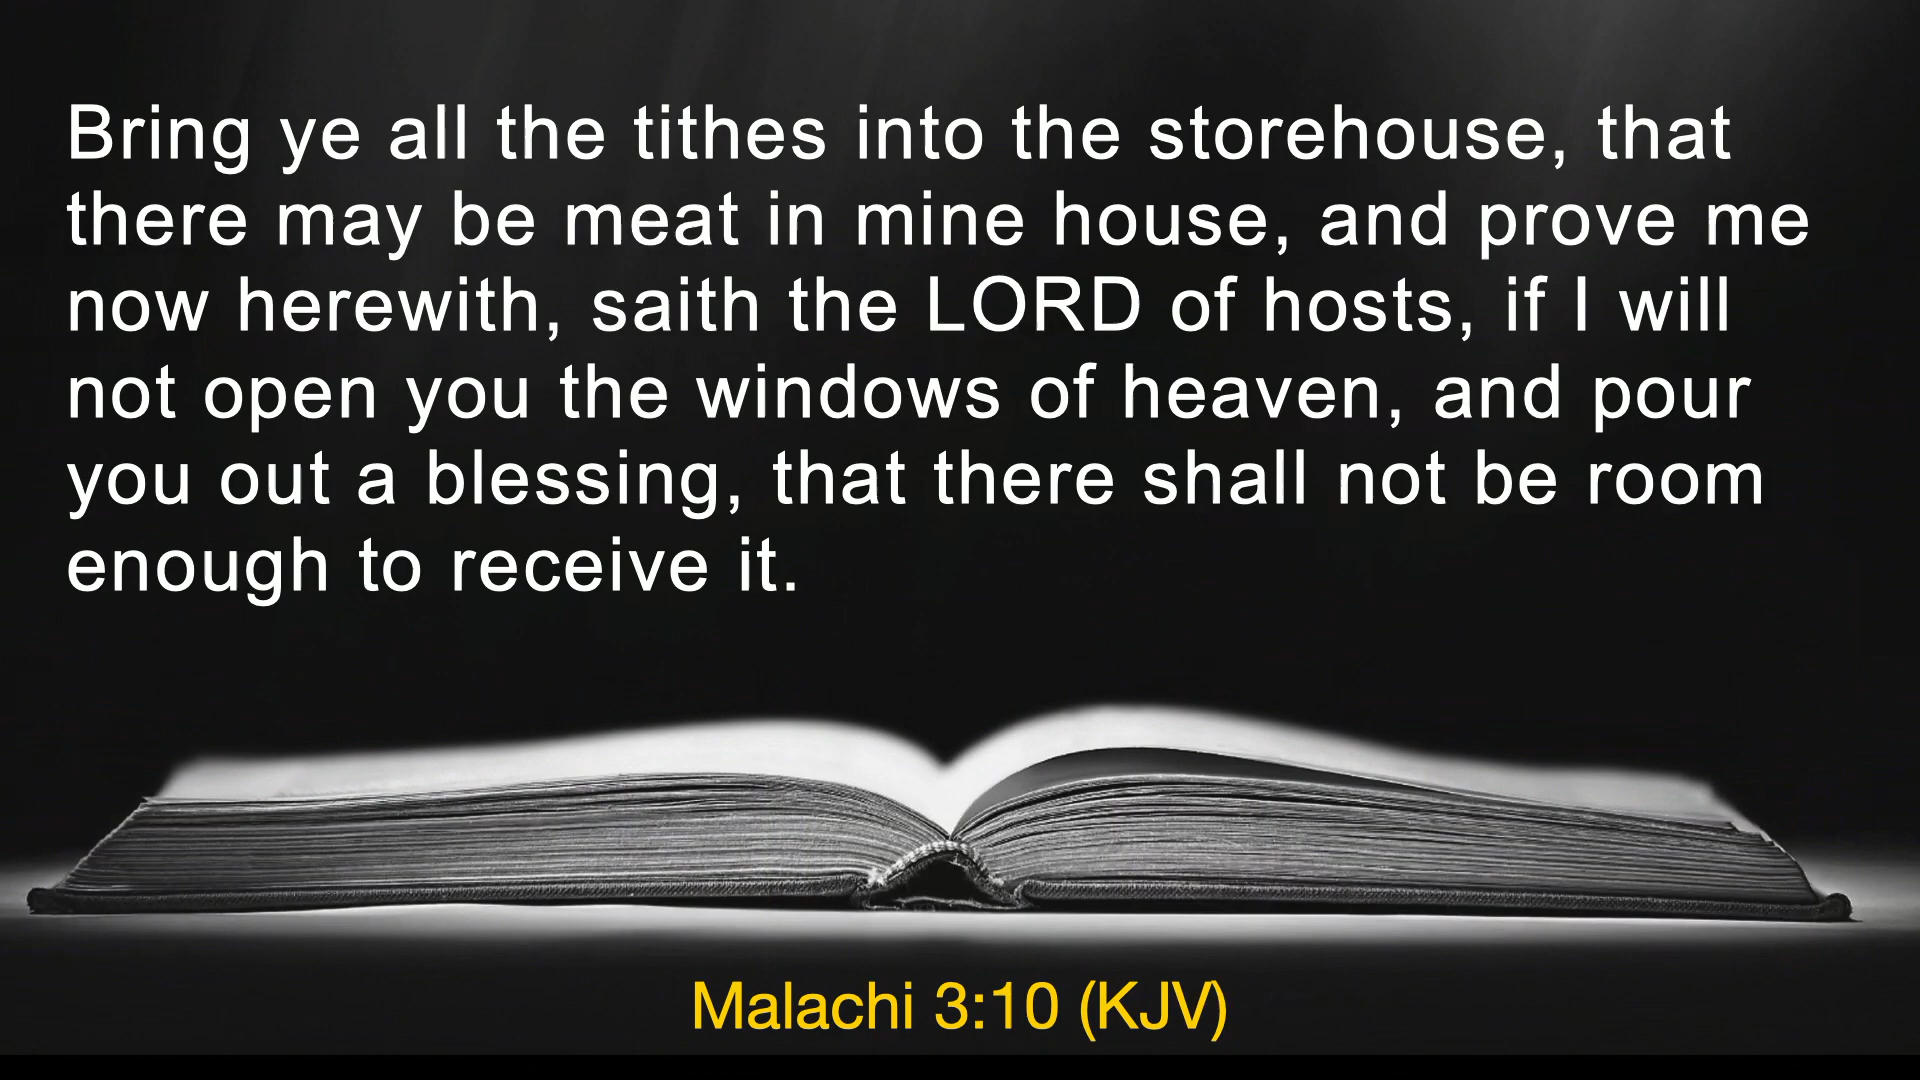 Bring ye all the tithes into the storehouse, that
there may be meat in mine house, and prove me
now herewith, saith the LORD of hosts, if I will
not open you the windows of heaven, and pour
you out a blessing, that there shall not be room
enough to receive it.
Malachi 3:10 (KJV)